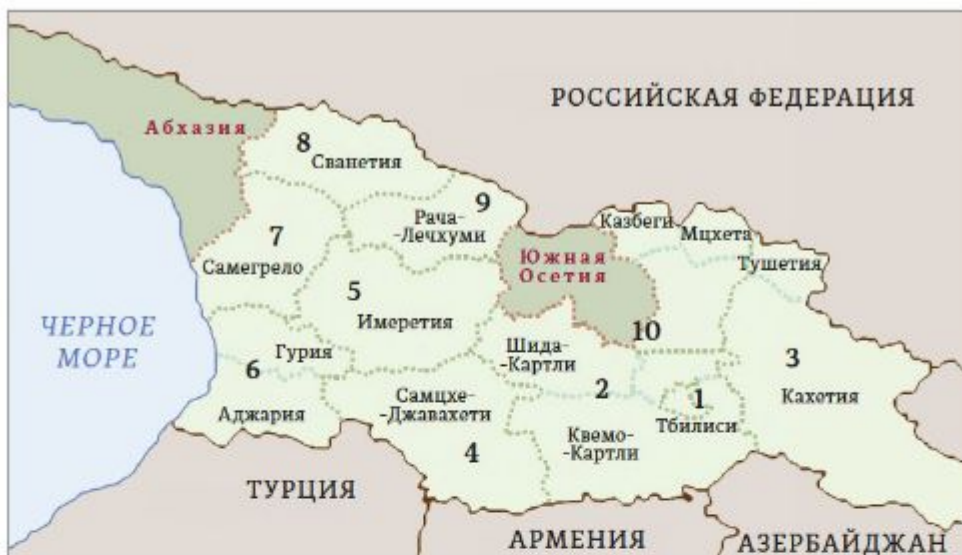 РОССИЙСКАЯ ФЕДЕРАЦИЯ
Абхазия
8
Сванетия
9
Рача-
-Лечхуми
Казбеги
Мцхета
Тушетия
7
Самегрело
Южная
Осетия
5
Имеретия
ЧЕРНОЕ
МОРЕ
10
Шида-
-Картли
3
Кахетия
Гурия
6
Аджария
Самцхе-
-Джавахети
4
2
Квемо-
-Картли
1
Тбилиси
ТУРЦИЯ
АРМЕНИЯ
АЗЕРБАЙДЖАН